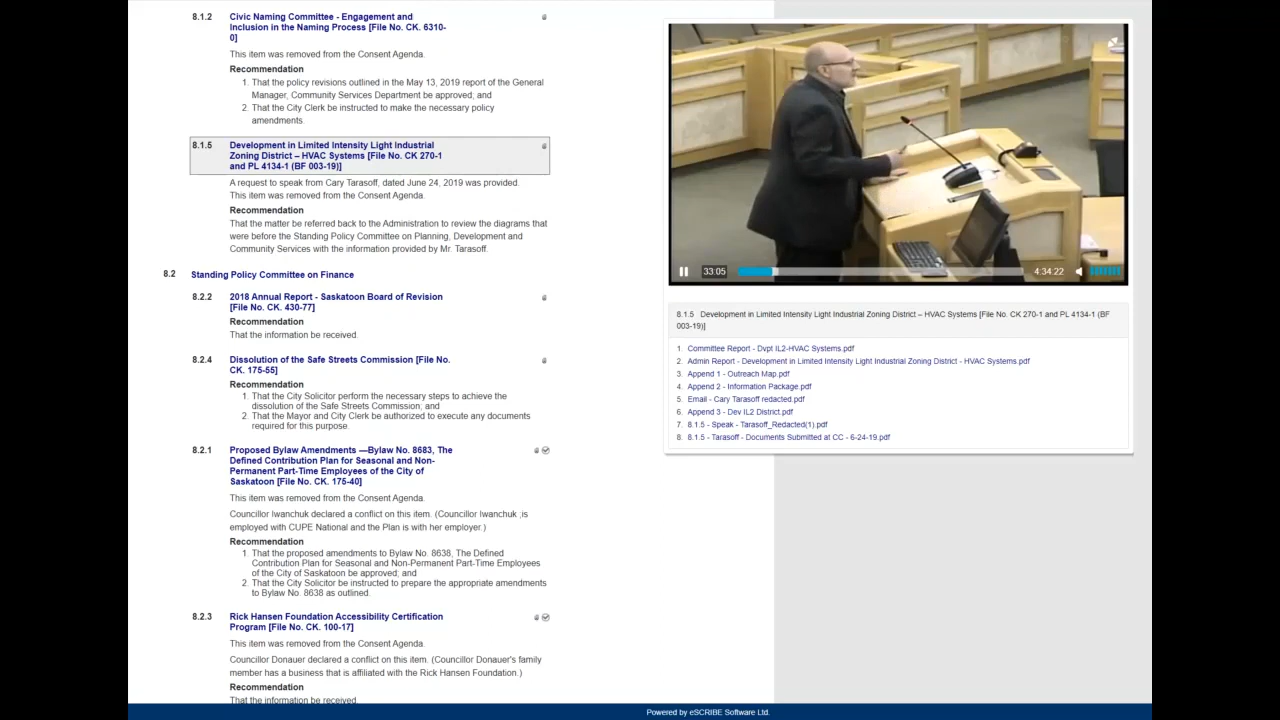 8.1.2 Civic Naming Committee - Engagement and
Inclusion in the Naming Process [File No. CK. 6310-
0]
This item was removed from the Consent Agenda.
Recommendation
1. That the policy revisions outlined in the May 13, 2019 report of the General
Manager, Community Services Department be approved; and
2. That the City Clerk be instructed to make the necessary policy
amendments.
8.1.5 Development in Limited Intensity Light Industrial
Zoning District – HVAC Systems [File No. CK 270-1
and PL 4134-1 (BF 003-19)]
A request to speak from Cary Tarasoff, dated June 24, 2019 was provided.
This item was removed from the Consent Agenda.
Recommendation
That the matter be referred back to the Administration to review the diagrams that
were before the Standing Policy Committee on Planning, Development and
Community Services with the information provided by Mr. Tarasoff.
8.2 Standing Policy Committee on Finance
8.2.2 2018 Annual Report - Saskatoon Board of Revision
[File No. CK. 430-77]
Recommendation
That the information be received.
8.2.4 Dissolution of the Safe Streets Commission [File No.
CK. 175-55]
Recommendation
1. That the City Solicitor perform the necessary steps to achieve the
dissolution of the Safe Streets Commission; and
2. That the Mayor and City Clerk be authorized to execute any documents
required for this purpose.
8.2.1 Proposed Bylaw Amendments —Bylaw No. 8683, The
Defined Contribution Plan for Seasonal and Non-
Permanent Part-Time Employees of the City of
Saskatoon [File No. CK. 175-40]
This item was removed from the Consent Agenda.
Councillor Iwanchuk declared a conflict on this item. (Councillor Iwanchuk ;is
employed with CUPE National and the Plan is with her employer.)
Recommendation
1. That the proposed amendments to Bylaw No. 8638, The Defined
Contribution Plan for Seasonal and Non-Permanent Part-Time Employees
of the City of Saskatoon be approved; and
2. That the City Solicitor be instructed to prepare the appropriate amendments
to Bylaw No. 8638 as outlined.
8.2.3 Rick Hansen Foundation Accessibility Certification
Program [File No. CK. 100-17]
This item was removed from the Consent Agenda.
Councillor Donauer declared a conflict on this item. (Councillor Donauer's family
member has a business that is affiliated with the Rick Hansen Foundation.)
Recommendation
That the information be received.
33:05 4:34:22
8.1.5 Development in Limited Intensity Light Industrial Zoning District – HVAC Systems [File No. CK 270-1 and PL 4134-1 (BF
003-19)]
1. Committee Report - Dvpt IL2-HVAC Systems.pdf
2. Admin Report - Development in Limited Intensity Light Industrial Zoning District - HVAC Systems.pdf
3. Append 1 - Outreach Map.pdf
4. Append 2 - Information Package.pdf
5. Email - Cary Tarasoff redacted.pdf
6. Append 3 - Dev IL2 District.pdf
7. 8.1.5 - Speak - Tarasoff_Redacted(1).pdf
8. 8.1.5 - Tarasoff - Documents Submitted at CC - 6-24-19.pdf
Powered by eSCRIBE Software Ltd.